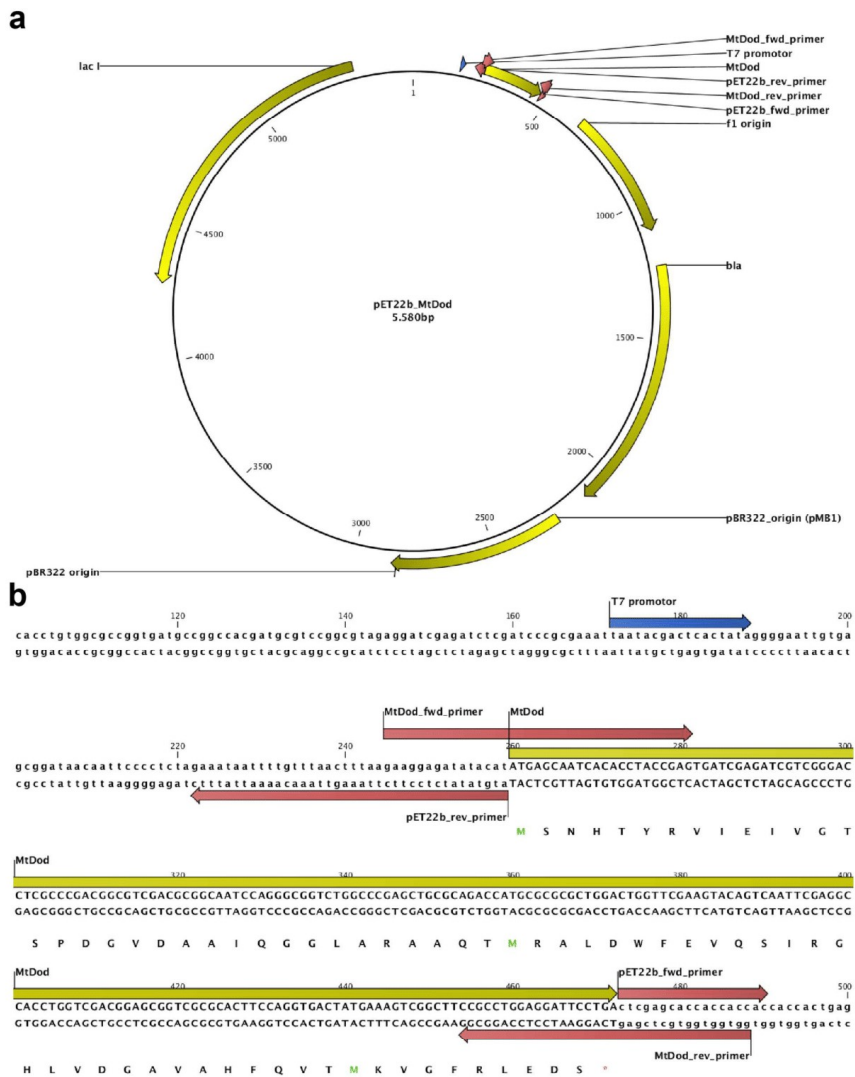 a
MtDod_fwd_primer
T7 promotor
MtDod
pET22b_rev_primer
MtDod_rev_primer
pET22b_fwd_primer
f1 origin
lac I
1
500
5000
1000
4500
bla
pET22b_MtDod
5.580bp
1500
4000
2000
3500
2500
3000
pBR322_origin (pMB1)
pBR322 origin
b
T7 promotor
120 140 160 180 200
cacctgtggcgccggtgatgccggccacgatgcgtccggcgtagaggatcgagatctcgatcccgcgaaattaatacgactcactataggggaattgtga
gtggacaccgcggccactacggccggtgctacgcaggccgcatctcctagctctagagctagggcgctttaattatgctgagtgatatccccttaacact
MtDod_fwd_primer MtDod
220 240 260 280 300
gcggataacaattcccctctagaaataattttgtttaactttaagaaggagatatacatATGAGCAATCACACCTACCGAGTGATCGAGATCGTCGGGAC
cgcctattgttaaggggagatctttattaaaacaaattgaaattcttcctctatatgtaTACTCGTTAGTGTGGATGGCTCACTAGCTCTAGCAGCCCTG
pET22b_rev_primer
M S N H T Y R V I E I V G T
MtDod
320 340 360 380 400
CTCGCCCGACGGCGTCGACGCGGCAATCCAGGGCGGTCTGGCCCGAGCTGCGCAGACCATGCGCGCGCTGGACTGGTTCGAAGTACAGTCAATTCGAGGC
GAGCGGGCTGCCGCAGCTGCGCCGTTAGGTCCCGCCAGACCGGGCTCGACGCGTCTGGTACGCGCGCGACCTGACCAAGCTTCATGTCAGTTAAGCTCCG
S P D G V D A A I Q G G L A R A A Q T M R A L D W F E V Q S I R G
MtDod pET22b_fwd_primer
420 440 460 480 500
CACCTGGTCGACGGAGCGGTCGCGCACTTCCAGGTGACTATGAAAGTCGGCTTCCGCCTGGAGGATTCCTGActcgagcaccaccaccaccaccactgag
GTGGACCAGCTGCCTCGCCAGCGCGTGAAGGTCCACTGATACTTTCAGCCGAAGGCGGACCTCCTAAGGACTgagctcgtggtggtggtggtggtgactc
MtDod_rev_primer
H L V D G A V A H F Q V T M K V G F R L E D S *